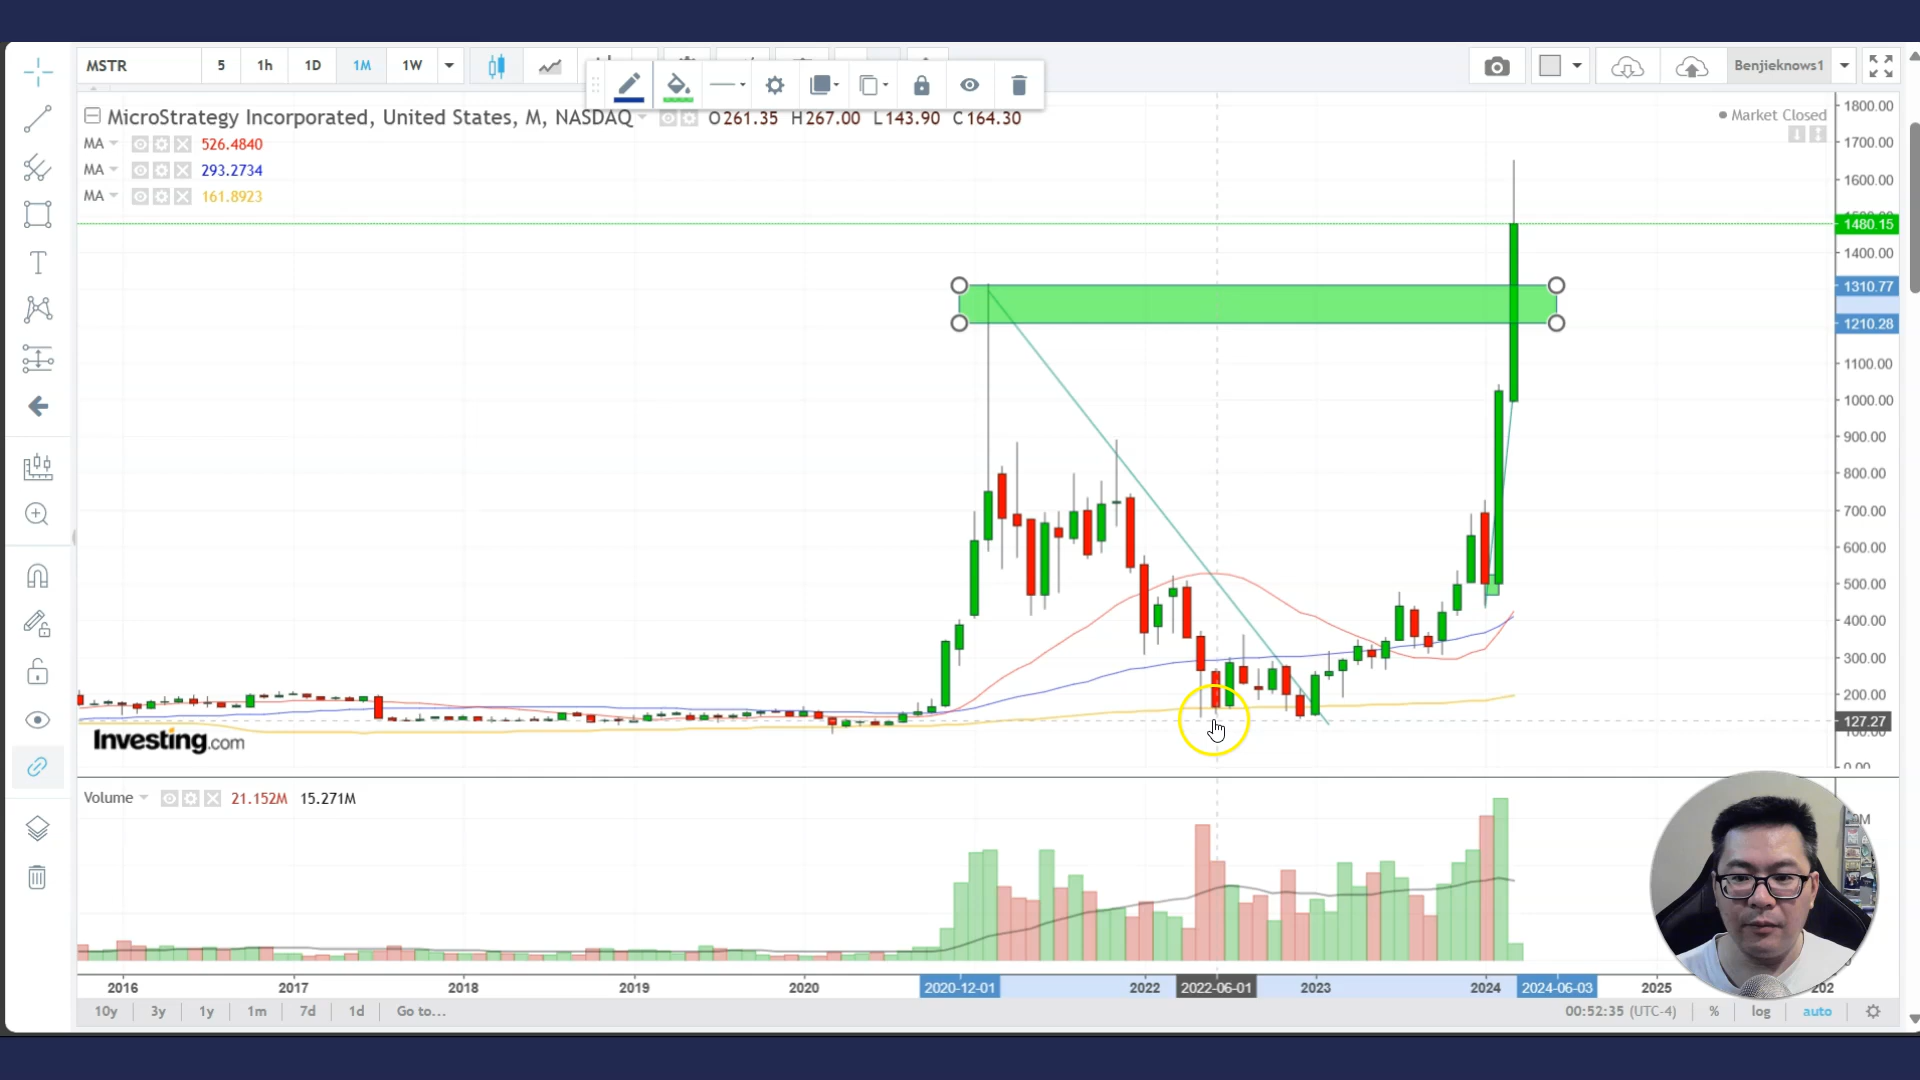 MSTR 5 1h 1D 1M 1W
Benjieknows1
MicroStrategy Incorporated, United States, M, NASDAQ O261.35 H267.00 L143.90 C164.30
Market Closed
MA 526.4840
MA 293.2734
MA 161.8923
1800.00
1700.00
1600.00
1480.15
1400.00
1310.77
1210.28
1100.00
1000.00
900.00
800.00
700.00
600.00
500.00
400.00
300.00
200.00
127.27
Investing.com
Volume 21.152M 15.271M
2016 2017 2018 2019 2020 2020-12-01 2022 2022-06-01 2023 2024 2024-06-03 2025 202
10y 3y 1y 1m 7d 1d Go to... 00:52:35 (UTC-4) % log auto